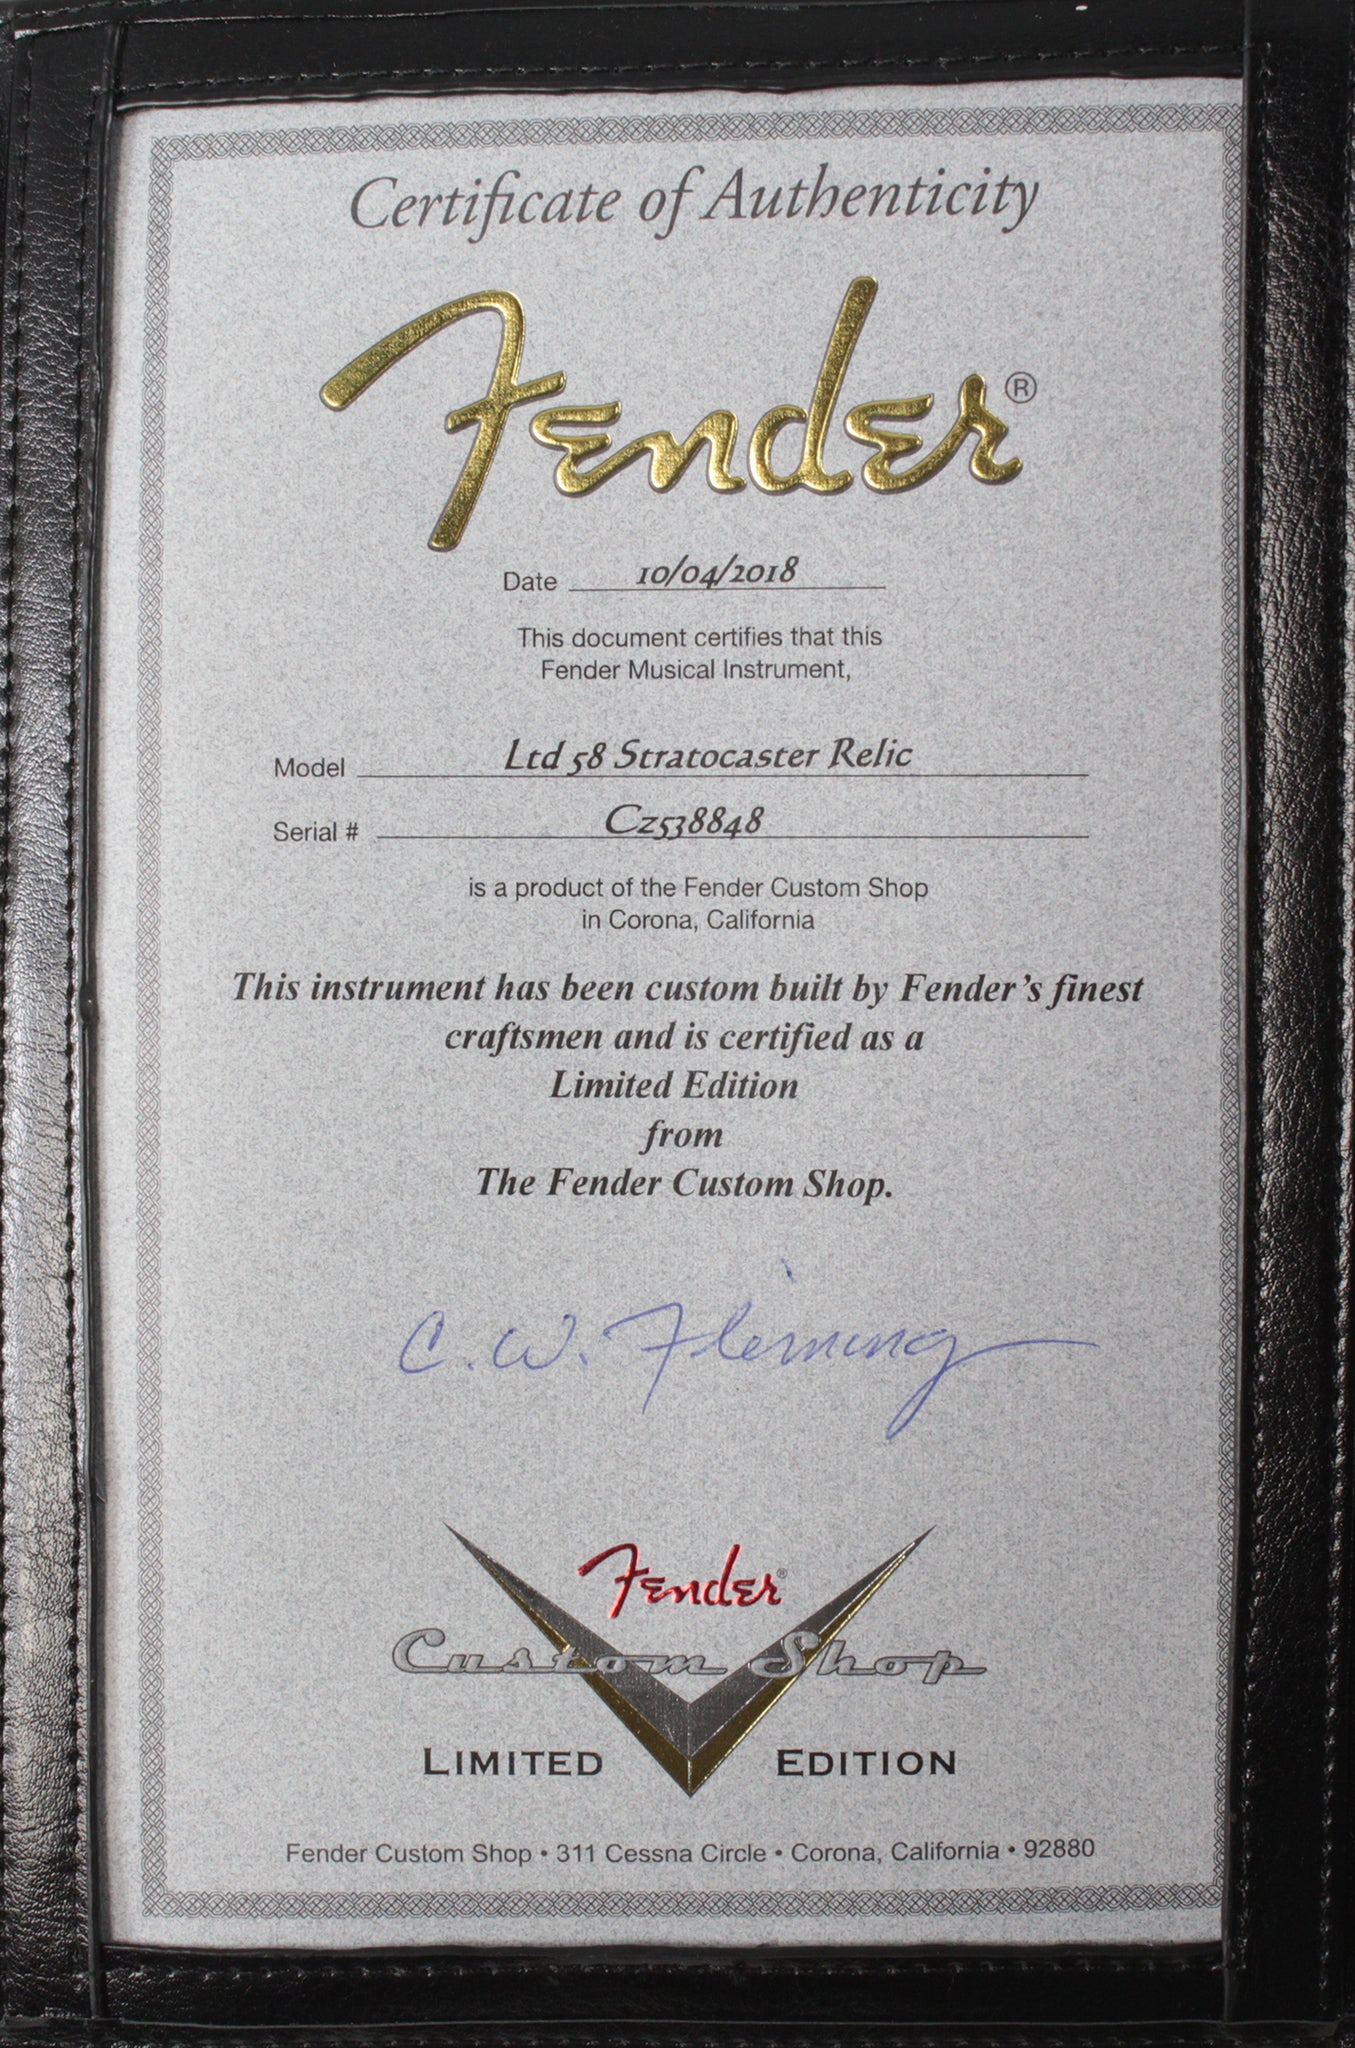 Certificate of Authenticity
Fender®
Date 10/04/2018
This document certifies that this
Fender Musical Instrument,
Model Ltd 58 Stratocaster Relic
Serial # Cz538848
is a product of the Fender Custom Shop
in Corona, California
This instrument has been custom built by Fender's finest
craftsmen and is certified as a
Limited Edition
from
The Fender Custom Shop.
C. W. Fleming
Fender®
Custom Shop
LIMITED EDITION
Fender Custom Shop • 311 Cessna Circle • Corona, California • 92880